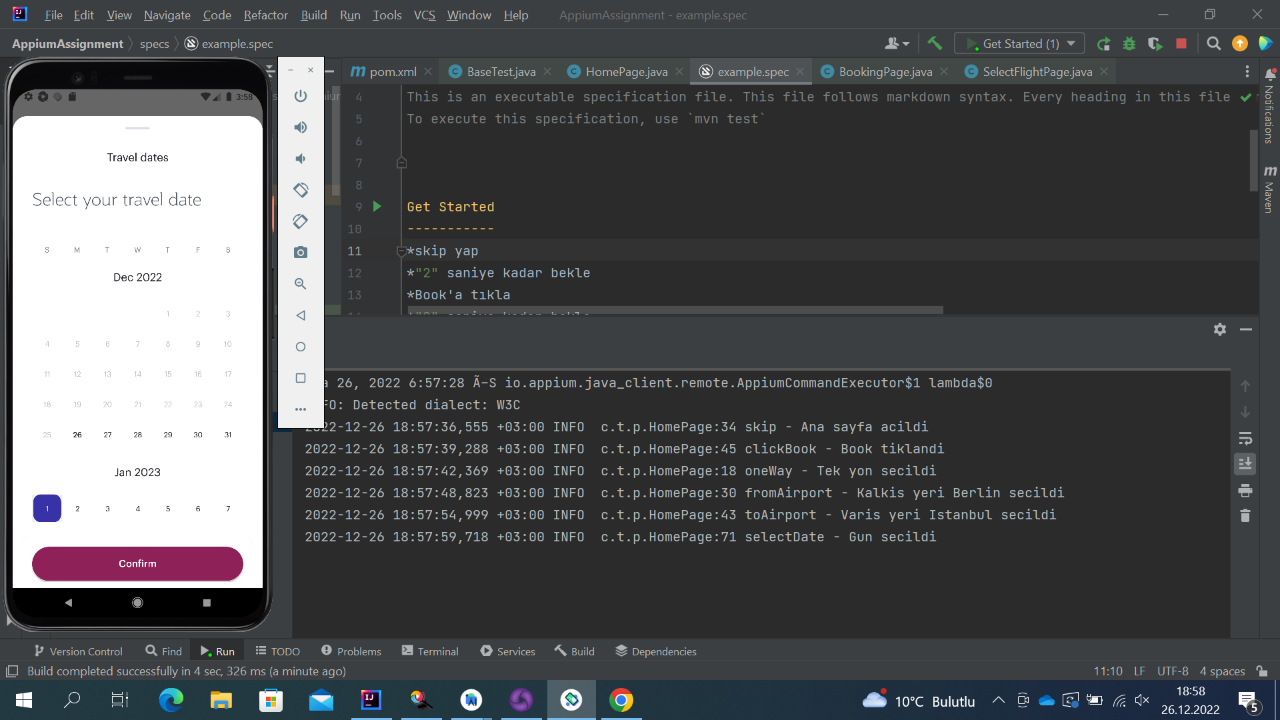 File Edit View Navigate Code Refactor Build Run Tools VCS Window Help AppiumAssignment - example.spec
AppiumAssignment specs example.spec Get Started (1)
pom.xml BaseTest.java HomePage.java example.spec BookingPage.java SelectFlightPage.java
4 This is an executable specification file. This file follows markdown syntax. Every heading in this file
5 To execute this specification, use `mvn test`
6
7
8
9 Get Started
10 -----------
11 *skip yap
12 *"2" saniye kadar bekle
13 *Book'a tıkla
Notifications
Maven
3:59
Travel dates
Select your travel date
S M T W T F S
Dec 2022
1 2 3
4 5 6 7 8 9 10
11 12 13 14 15 16 17
18 19 20 21 22 23 24
25 26 27 28 29 30 31
Jan 2023
1 2 3 4 5 6 7
Confirm
26, 2022 6:57:28 Ã-S io.appium.java_client.remote.AppiumCommandExecutor$1 lambda$0
FO: Detected dialect: W3C
2022-12-26 18:57:36,555 +03:00 INFO c.t.p.HomePage:34 skip - Ana sayfa acildi
2022-12-26 18:57:39,288 +03:00 INFO c.t.p.HomePage:45 clickBook - Book tiklandi
2022-12-26 18:57:42,369 +03:00 INFO c.t.p.HomePage:18 oneWay - Tek yon secildi
2022-12-26 18:57:48,823 +03:00 INFO c.t.p.HomePage:30 fromAirport - Kalkis yeri Berlin secildi
2022-12-26 18:57:54,999 +03:00 INFO c.t.p.HomePage:43 toAirport - Varis yeri Istanbul secildi
2022-12-26 18:57:59,718 +03:00 INFO c.t.p.HomePage:71 selectDate - Gun secildi
Version Control Find Run TODO Problems Terminal Services Build Dependencies
Build completed successfully in 4 sec, 326 ms (a minute ago) 11:10 LF UTF-8 4 spaces
10°C Bulutlu 18:58
26.12.2022 5